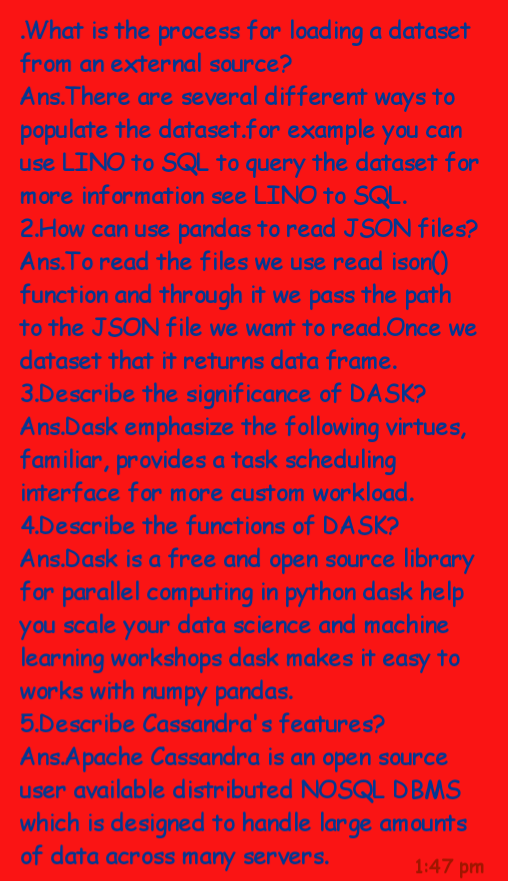 .What is the process for loading a dataset
from an external source?
Ans.There are several different ways to
populate the dataset.for example you can
use LINO to SQL to query the dataset for
more information see LINO to SQL.
2.How can use pandas to read JSON files?
Ans.To read the files we use read ison()
function and through it we pass the path
to the JSON file we want to read.Once we
dataset that it returns data frame.
3.Describe the significance of DASK?
Ans.Dask emphasize the following virtues,
familiar, provides a task scheduling
interface for more custom workload.
4.Describe the functions of DASK?
Ans.Dask is a free and open source library
for parallel computing in python dask help
you scale your data science and machine
learning workshops dask makes it easy to
works with numpy pandas.
5.Describe Cassandra's features?
Ans.Apache Cassandra is an open source
user available distributed NOSQL DBMS
which is designed to handle large amounts
of data across many servers.
1:47 pm